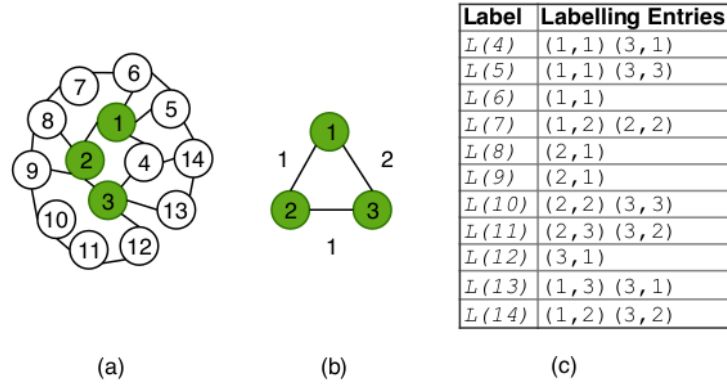 6
7
5
1
8
2
4
14
9
3
10
13
12
11
(a)
1
1
2
2
3
1
(b)
Label Labelling Entries
L(4) (1,1)(3,1)
L(5) (1,1)(3,3)
L(6) (1,1)
L(7) (1,2)(2,2)
L(8) (2,1)
L(9) (2,1)
L(10) (2,2)(3,3)
L(11) (2,3)(3,2)
L(12) (3,1)
L(13) (1,3)(3,1)
L(14) (1,2)(3,2)
(c)